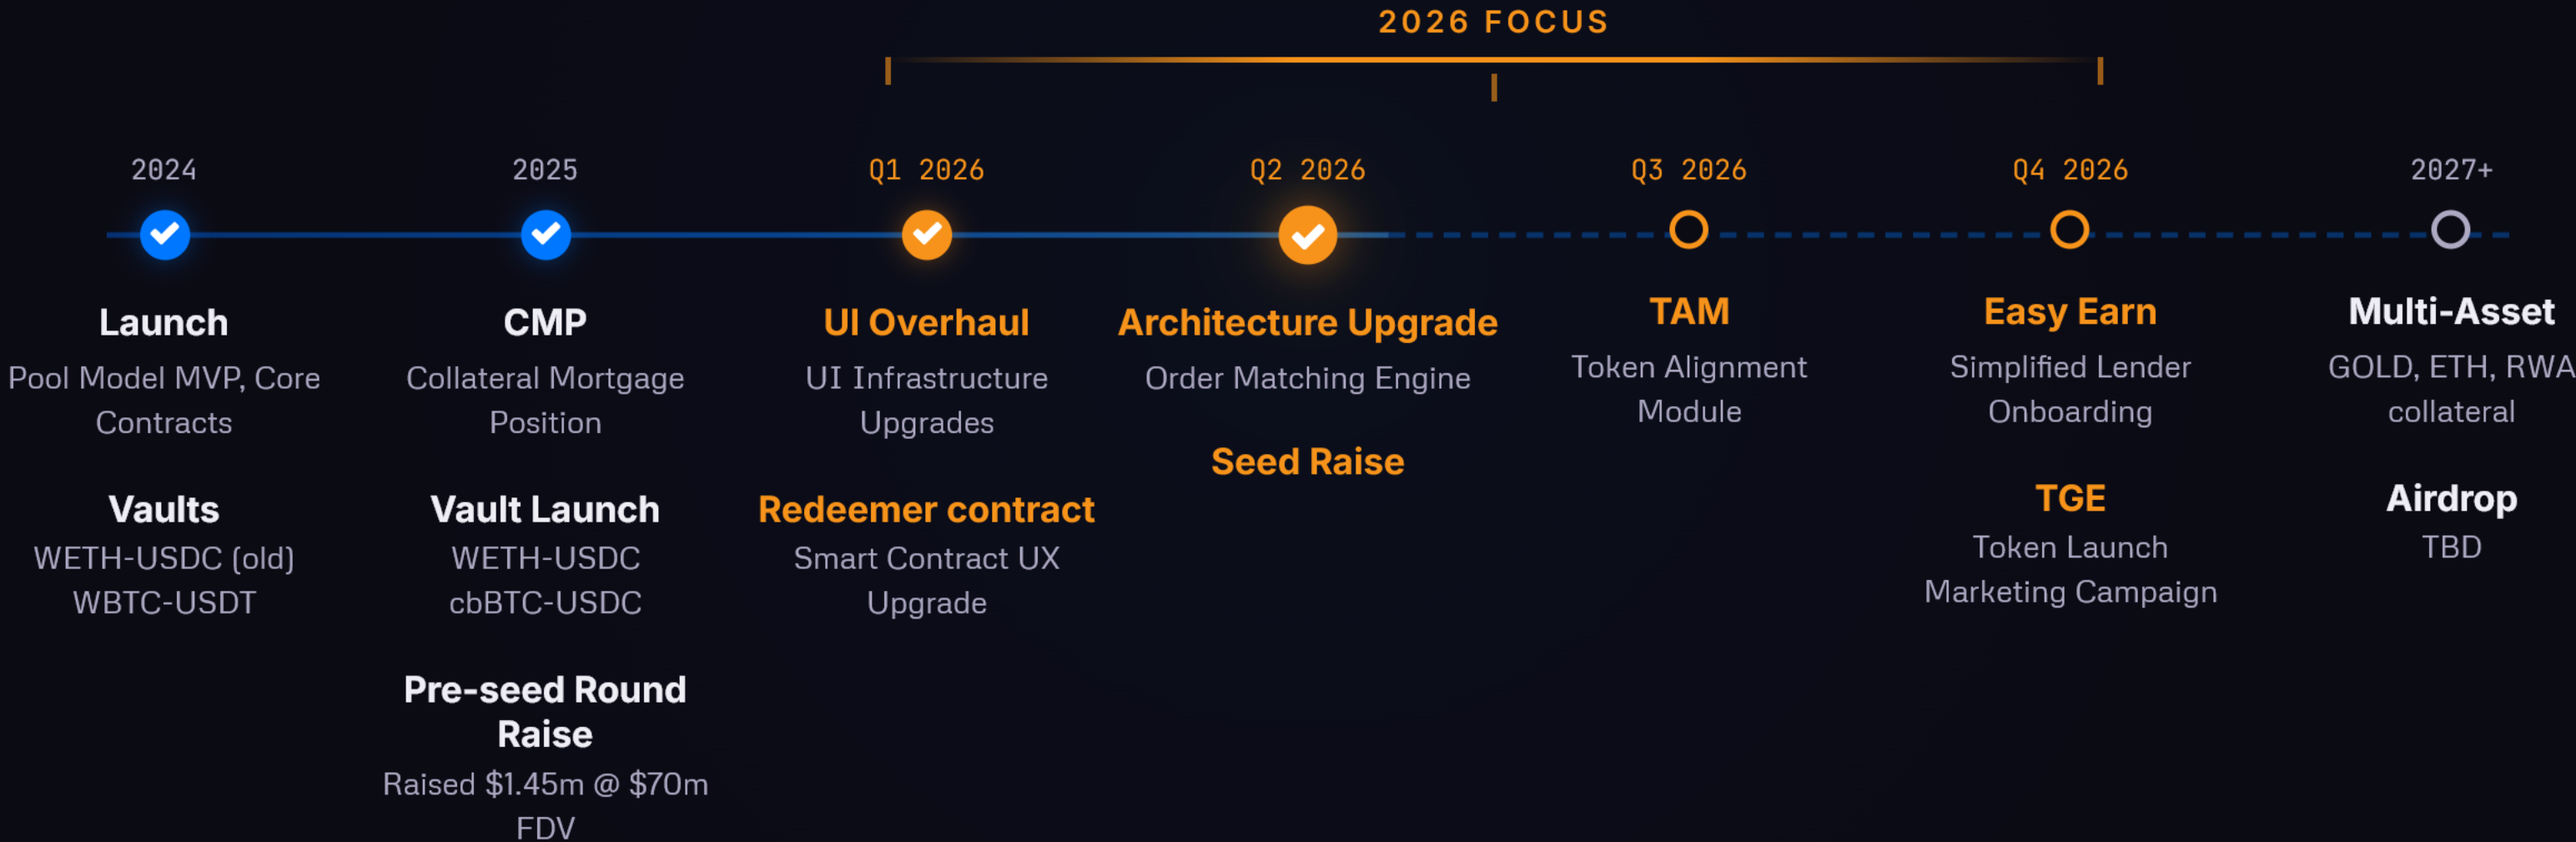 2026 FOCUS
2024
Launch
Pool Model MVP, Core
Contracts
Vaults
WETH-USDC (old)
WBTC-USDT
2025
CMP
Collateral Mortgage
Position
Vault Launch
WETH-USDC
cbBTC-USDC
Pre-seed Round
Raise
Raised $1.45m @ $70m
FDV
Q1 2026
UI Overhaul
UI Infrastructure
Upgrades
Redeemer contract
Smart Contract UX
Upgrade
Q2 2026
Architecture Upgrade
Order Matching Engine
Seed Raise
Q3 2026
TAM
Token Alignment
Module
Q4 2026
Easy Earn
Simplified Lender
Onboarding
TGE
Token Launch
Marketing Campaign
2027+
Multi-Asset
GOLD, ETH, RWA
collateral
Airdrop
TBD